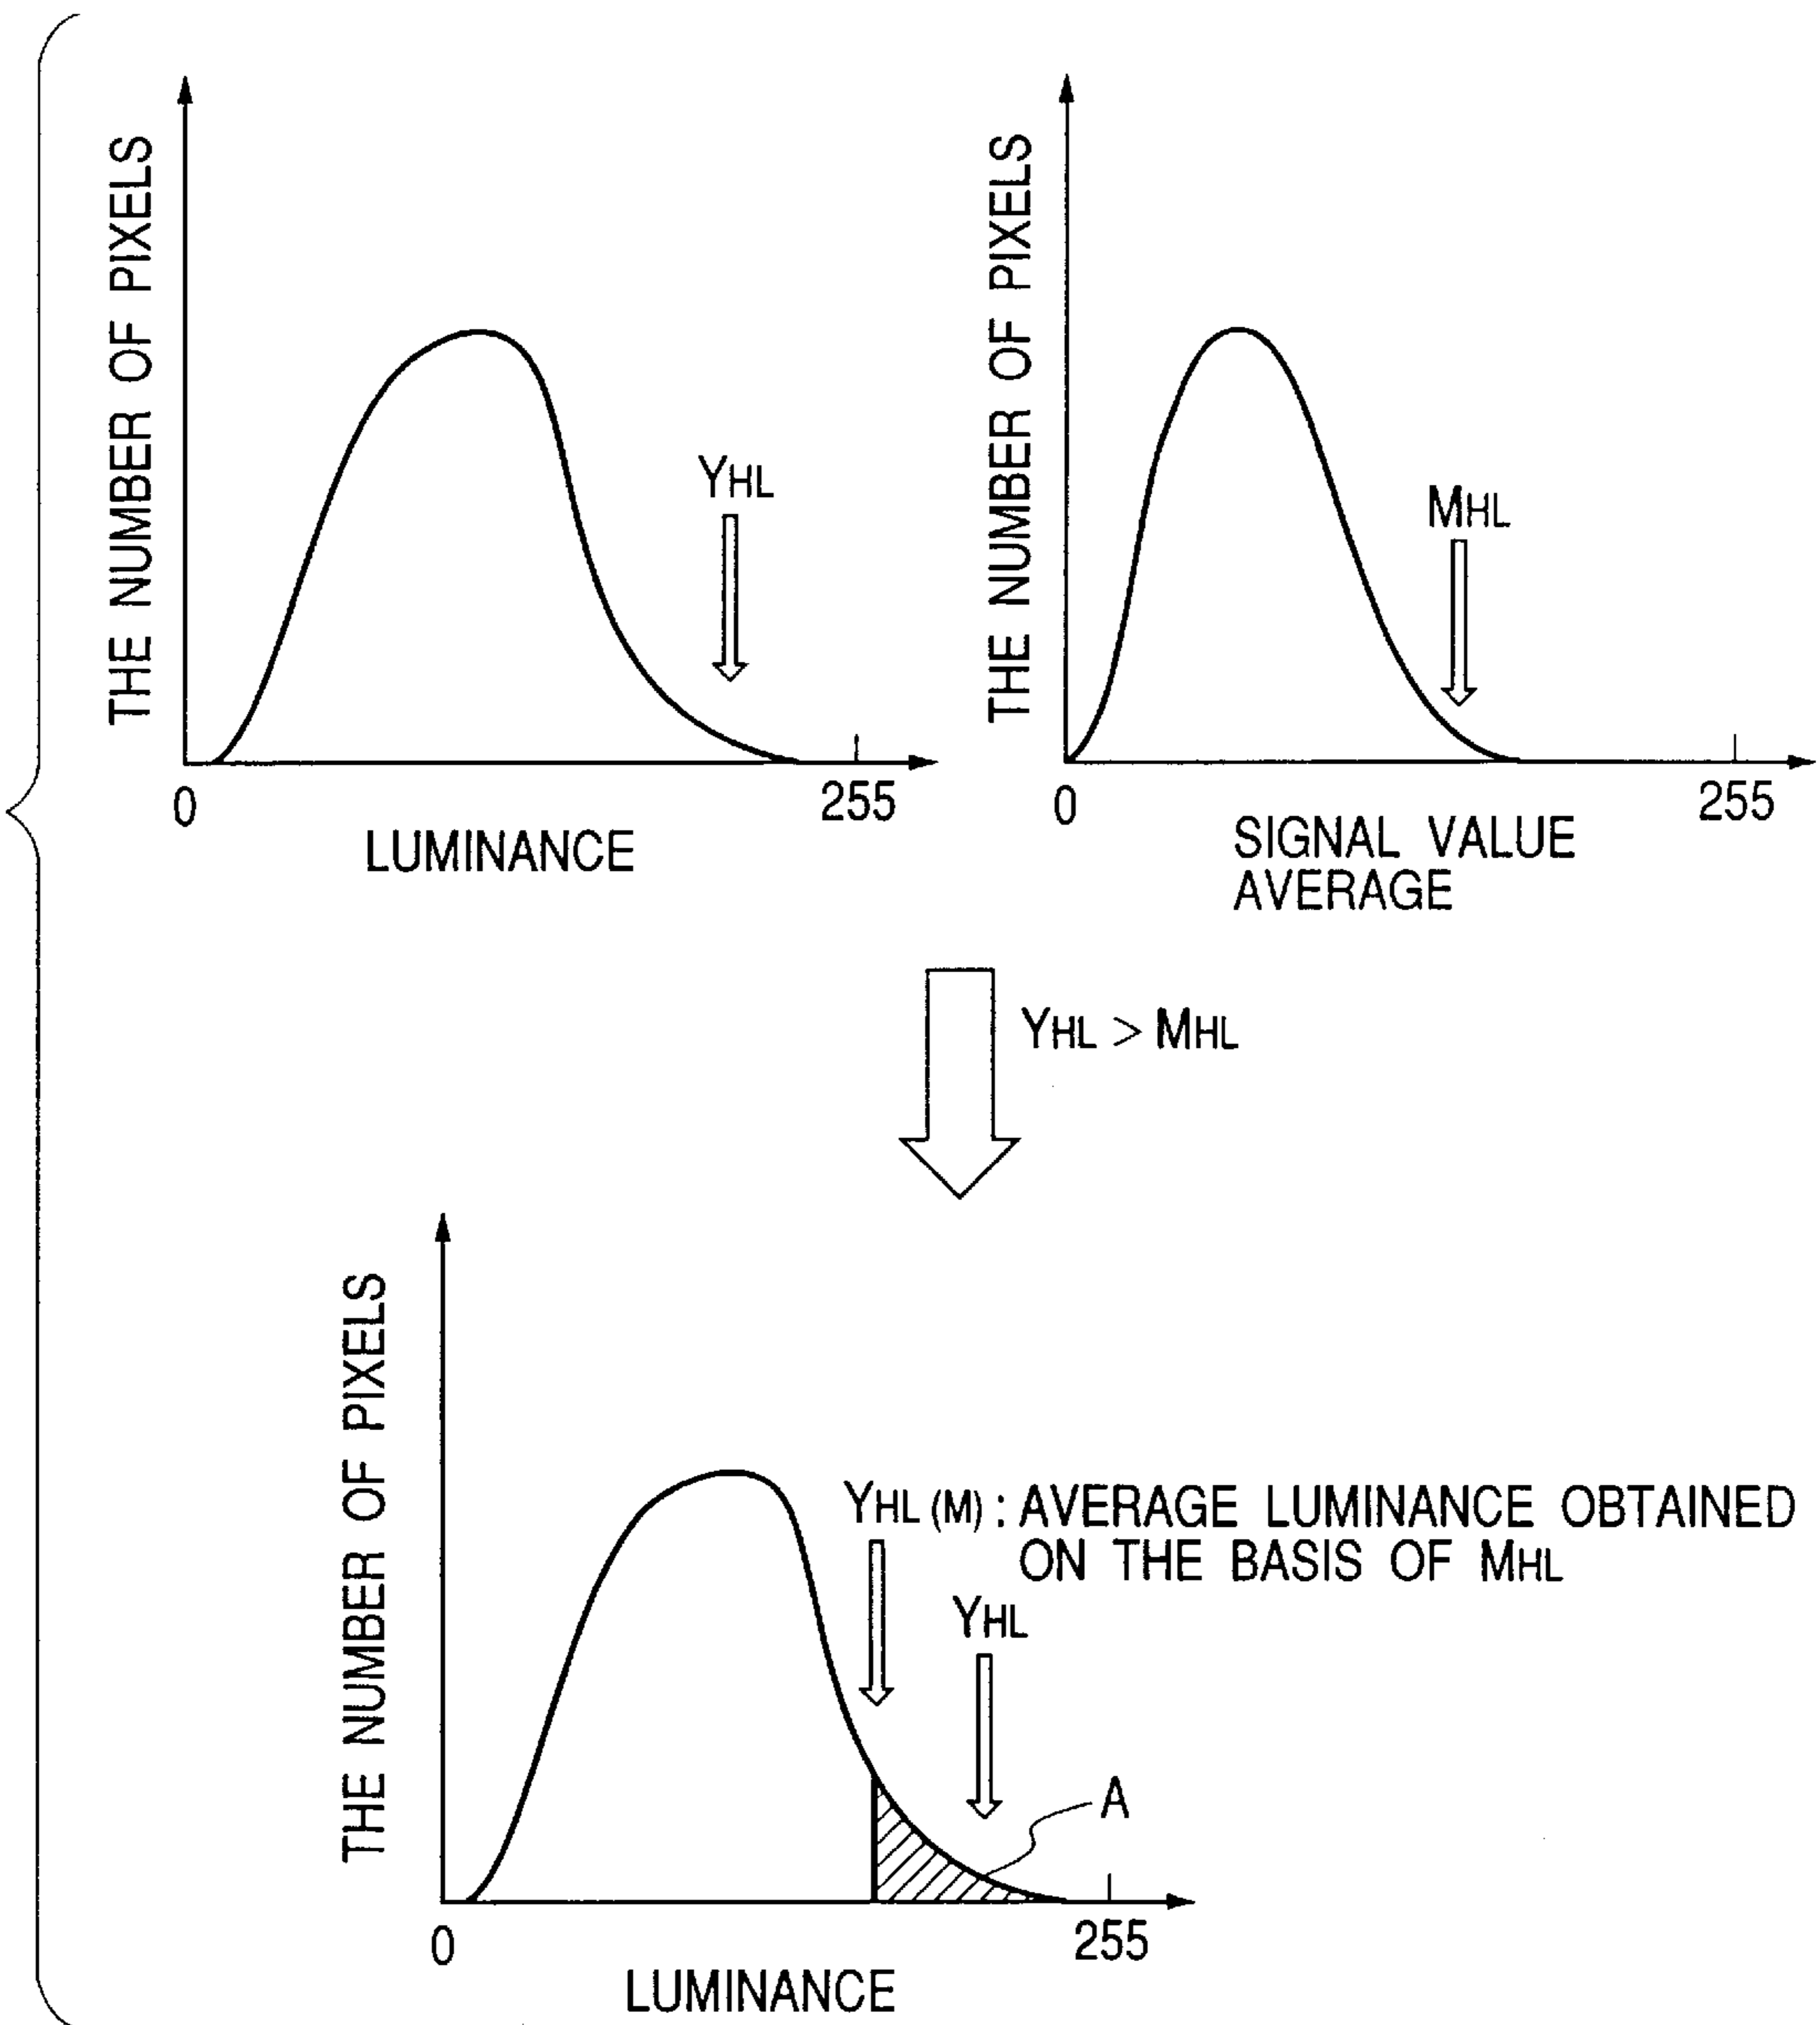 THE NUMBER OF PIXELS
YHL
0
255
LUMINANCE
THE NUMBER OF PIXELS
MHL
0
255
SIGNAL VALUE
AVERAGE
YHL > MHL
THE NUMBER OF PIXELS
YHL (M) : AVERAGE LUMINANCE OBTAINED
ON THE BASIS OF MHL
YHL
A
0
255
LUMINANCE